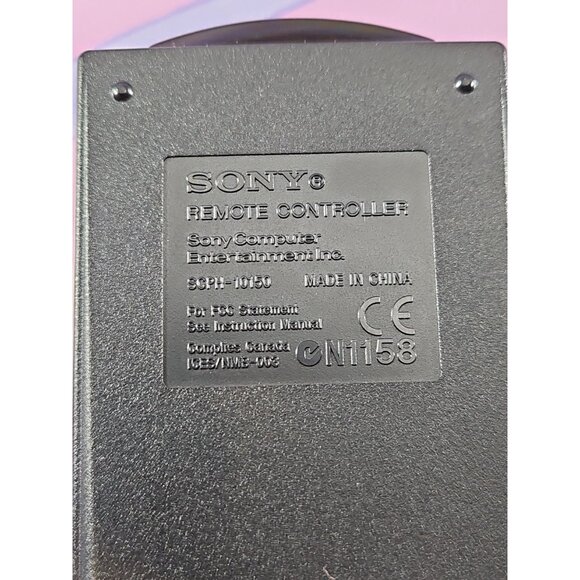 SONY®
REMOTE CONTROLLER
Sony Computer
Entertainment Inc.
SCPH-10150 MADE IN CHINA
For FCC Statement
See Instruction Manual
CE
Complies Canada
ICES/NMB-003
N1158